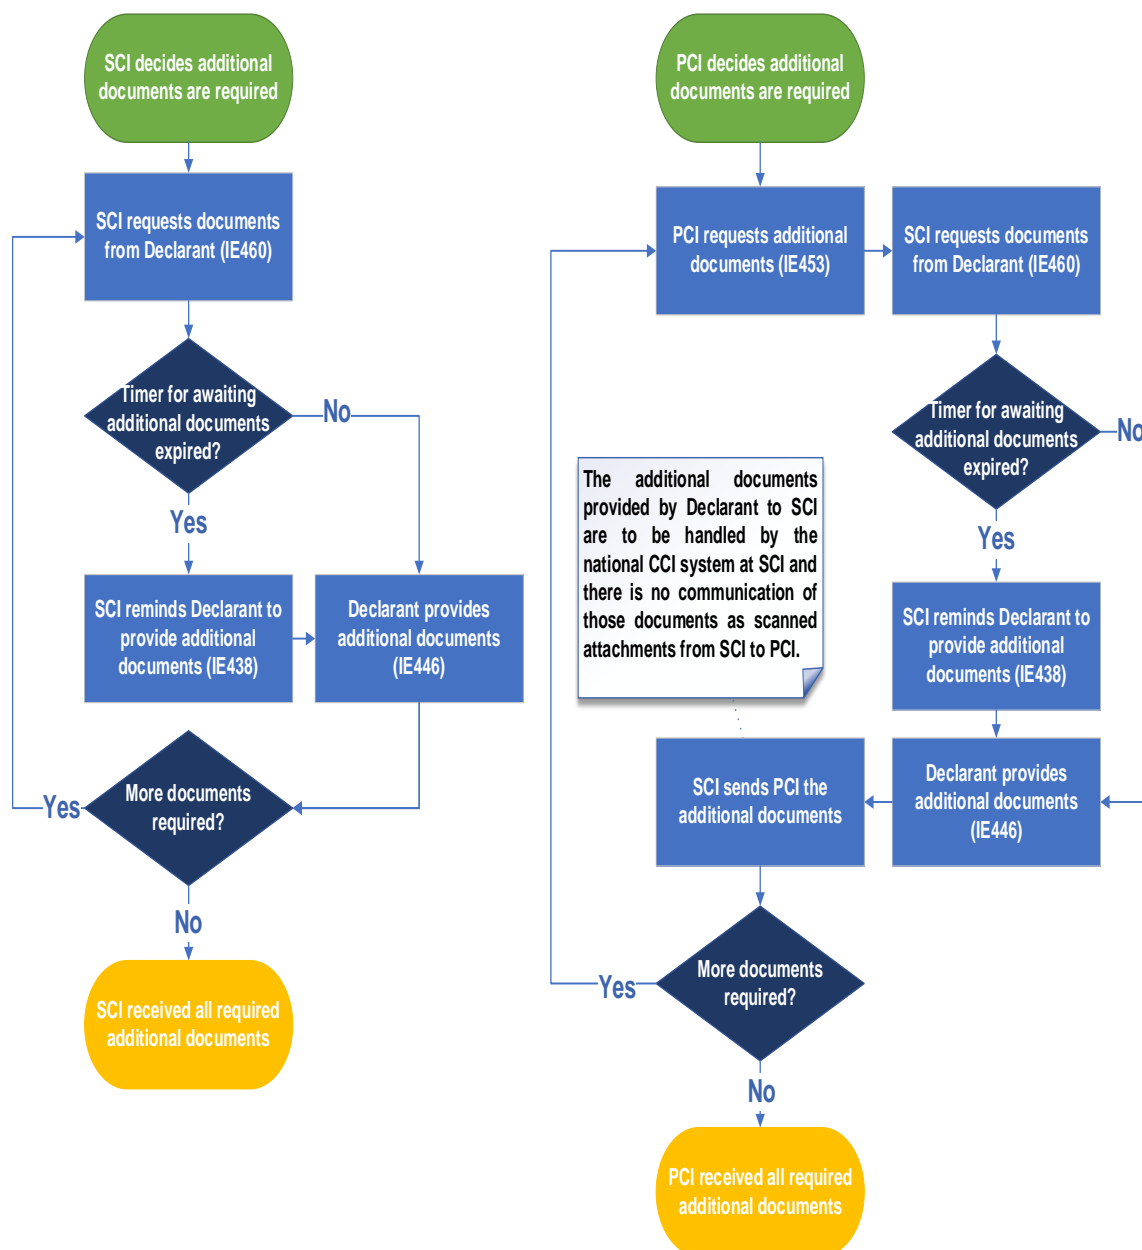 SCI decides additional
documents are required
SCI requests documents
from Declarant (IE460)
Timer for awaiting
additional documents
expired?
No
Yes
SCI reminds Declarant to
provide additional
documents (IE438)
Declarant provides
additional documents
(IE446)
More documents
required?
Yes
No
SCI received all required
additional documents
PCI decides additional
documents are required
PCI requests additional
documents (IE453)
SCI requests documents
from Declarant (IE460)
Timer for awaiting
additional documents
expired?
No
Yes
The additional documents
provided by Declarant to SCI
are to be handled by the
national CCI system at SCI and
there is no communication of
those documents as scanned
attachments from SCI to PCI.
SCI reminds Declarant to
provide additional
documents (IE438)
Declarant provides
additional documents
(IE446)
SCI sends PCI the
additional documents
More documents
required?
Yes
No
PCI received all required
additional documents